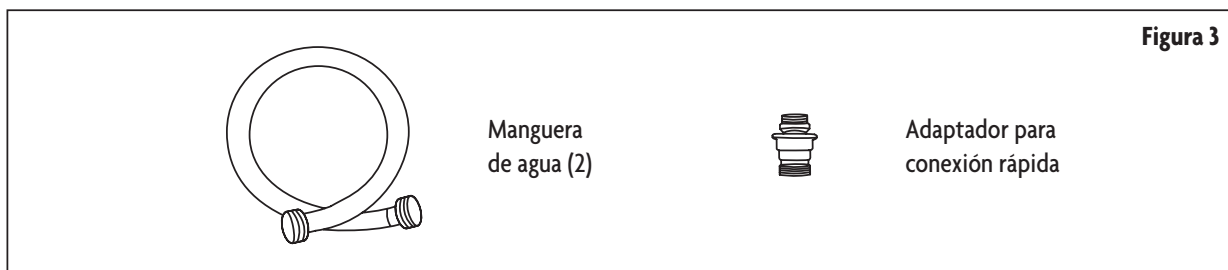 Figura 3
Manguera
de agua (2)
Adaptador para
conexión rápida